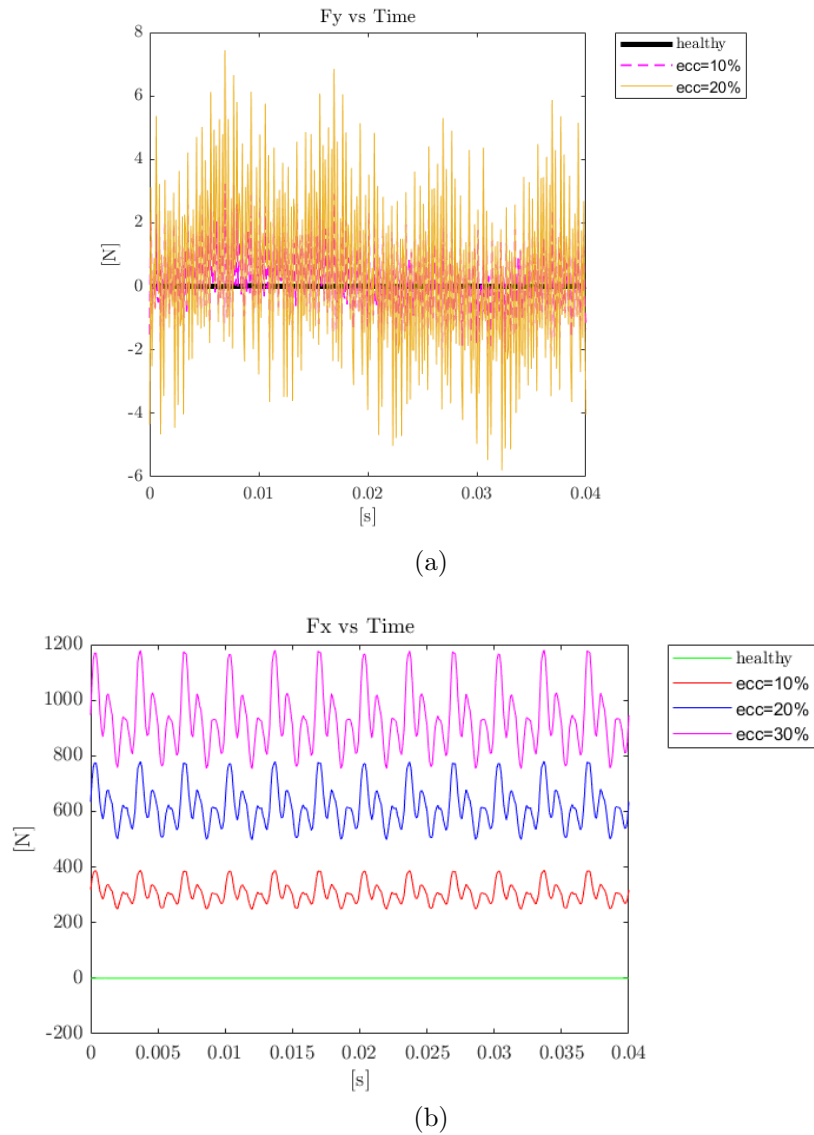 Fy vs Time
8
6
4
2
0
-2
-4
-6
[N]
0 0.01 0.02 0.03 0.04
[s]
healthy
ecc=10%
ecc=20%
(a)
Fx vs Time
1200
1000
800
600
400
200
0
-200
[N]
0 0.005 0.01 0.015 0.02 0.025 0.03 0.035 0.04
[s]
healthy
ecc=10%
ecc=20%
ecc=30%
(b)